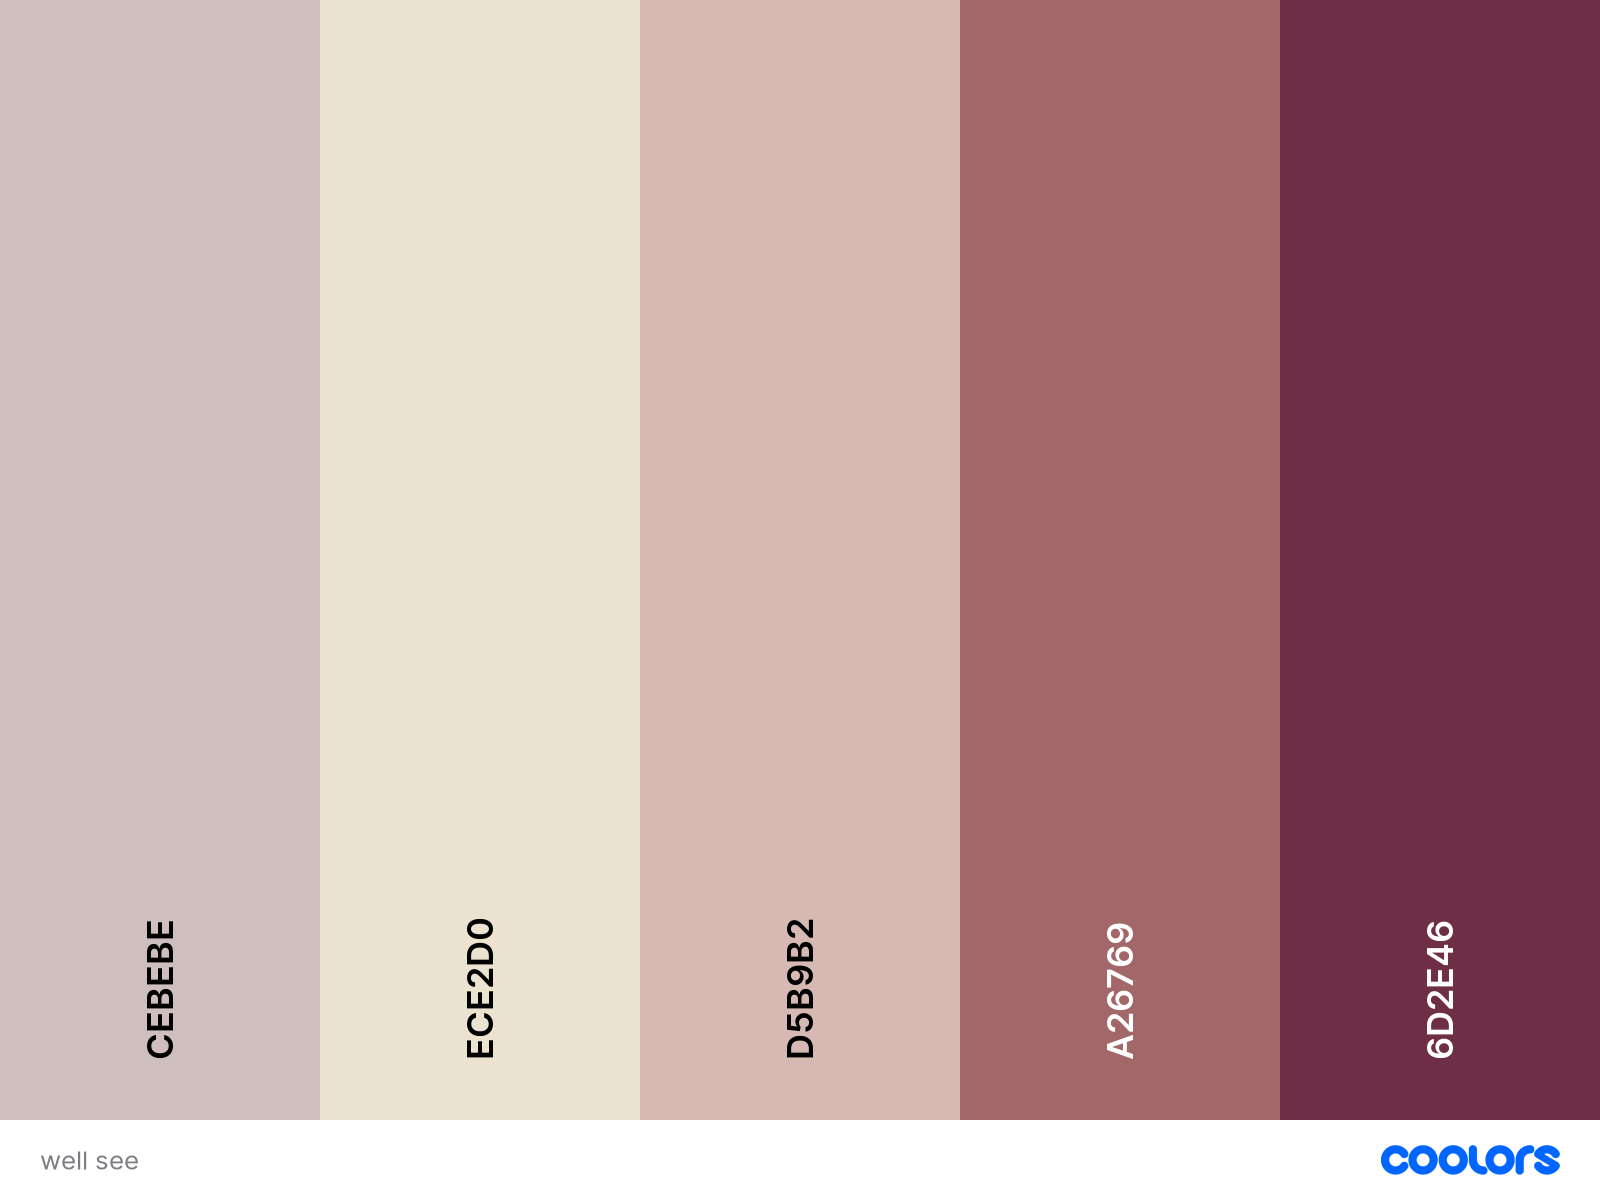 CEBEBE
ECE2D0
D5B9B2
A26769
6D2E46
well see
coolors